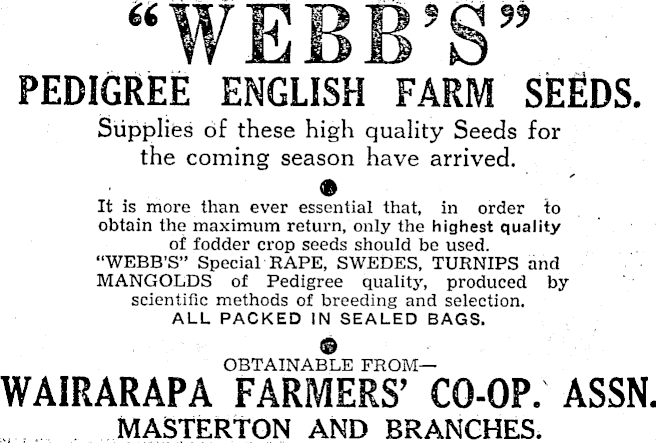 “WEBB’S”
PEDIGREE ENGLISH FARM SEEDS.
Supplies of these high quality Seeds for
the coming season have arrived.
It is more than ever essential that, in order to
obtain the maximum return, only the highest quality
of fodder crop seeds should be used.
“WEBB’S” Special RAPE, SWEDES, TURNIPS and
MANGOLDS of Pedigree quality, produced by
scientific methods of breeding and selection.
ALL PACKED IN SEALED BAGS.
OBTAINABLE FROM—
WAIRARAPA FARMERS’ CO-OP. ASSN.
MASTERTON AND BRANCHES.